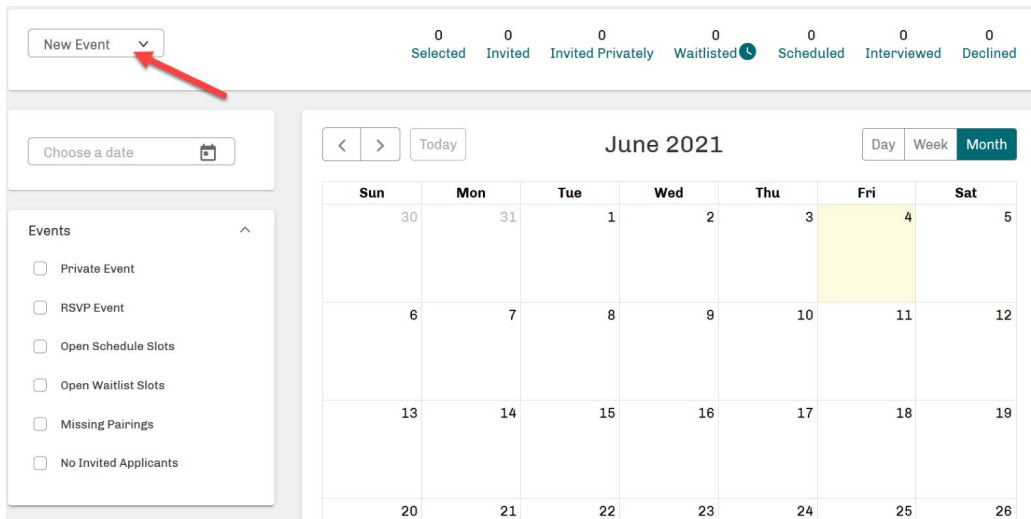 New Event
0 0 0 0 0 0 0
Selected Invited Invited Privately Waitlisted Scheduled Interviewed Declined
Choose a date
Events
Private Event
RSVP Event
Open Schedule Slots
Open Waitlist Slots
Missing Pairings
No Invited Applicants
< > Today June 2021 Day Week Month
Sun Mon Tue Wed Thu Fri Sat
30 31 1 2 3 4 5
6 7 8 9 10 11 12
13 14 15 16 17 18 19
20 21 22 23 24 25 26